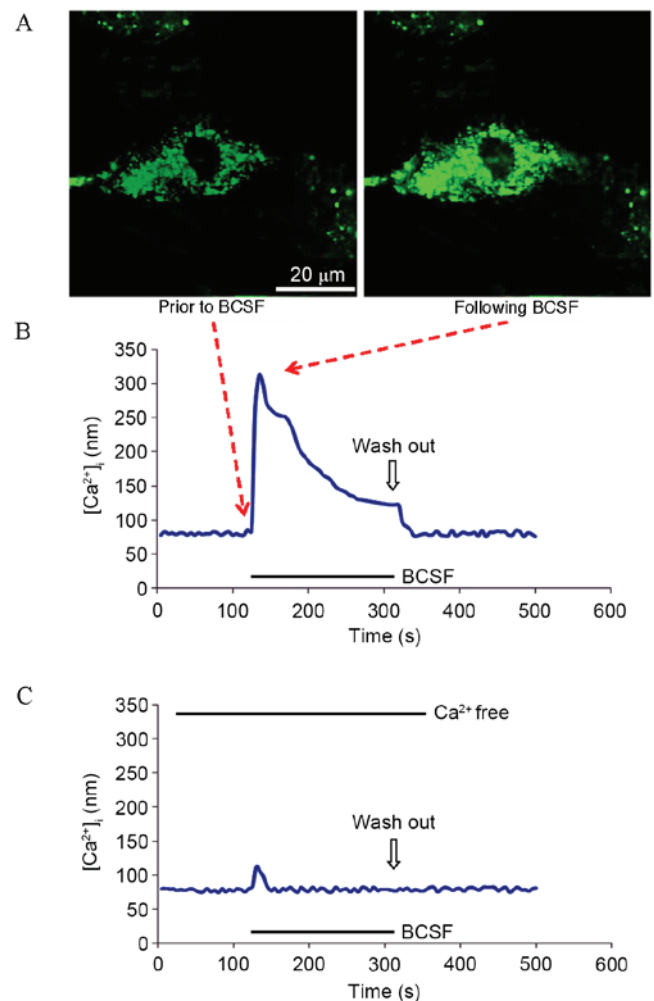 A
20 μm
Prior to BCSF
Following BCSF
B
350
300
250
200
150
100
50
0
[Ca²⁺]ᵢ (nm)
Wash out
BCSF
0 100 200 300 400 500 600
Time (s)
C
350
300
250
200
150
100
50
0
[Ca²⁺]ᵢ (nm)
Ca²⁺ free
Wash out
BCSF
0 100 200 300 400 500 600
Time (s)